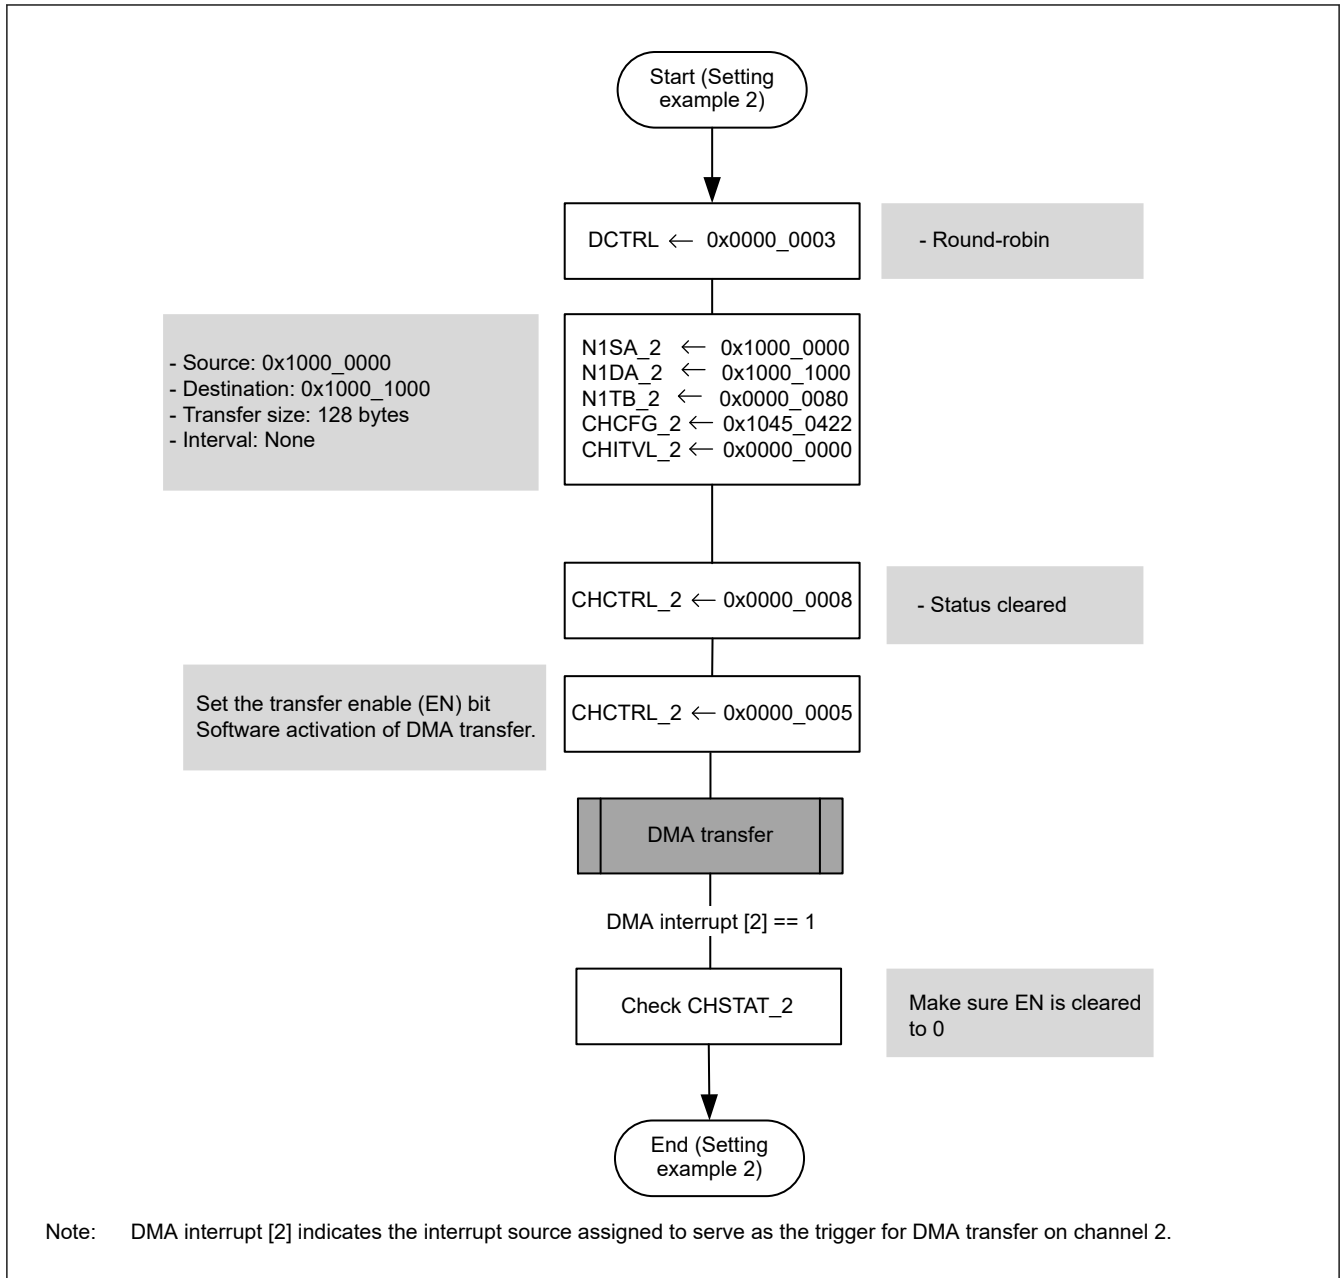 Start (Setting
example 2)
DCTRL ← 0x0000_0003
- Round-robin
- Source: 0x1000_0000
- Destination: 0x1000_1000
- Transfer size: 128 bytes
- Interval: None
N1SA_2 ← 0x1000_0000
N1DA_2 ← 0x1000_1000
N1TB_2 ← 0x0000_0080
CHCFG_2 ← 0x1045_0422
CHITVL_2 ← 0x0000_0000
CHCTRL_2 ← 0x0000_0008
- Status cleared
Set the transfer enable (EN) bit
Software activation of DMA transfer.
CHCTRL_2 ← 0x0000_0005
DMA transfer
DMA interrupt [2] == 1
Check CHSTAT_2
Make sure EN is cleared
to 0
End (Setting
example 2)
Note: DMA interrupt [2] indicates the interrupt source assigned to serve as the trigger for DMA transfer on channel 2.